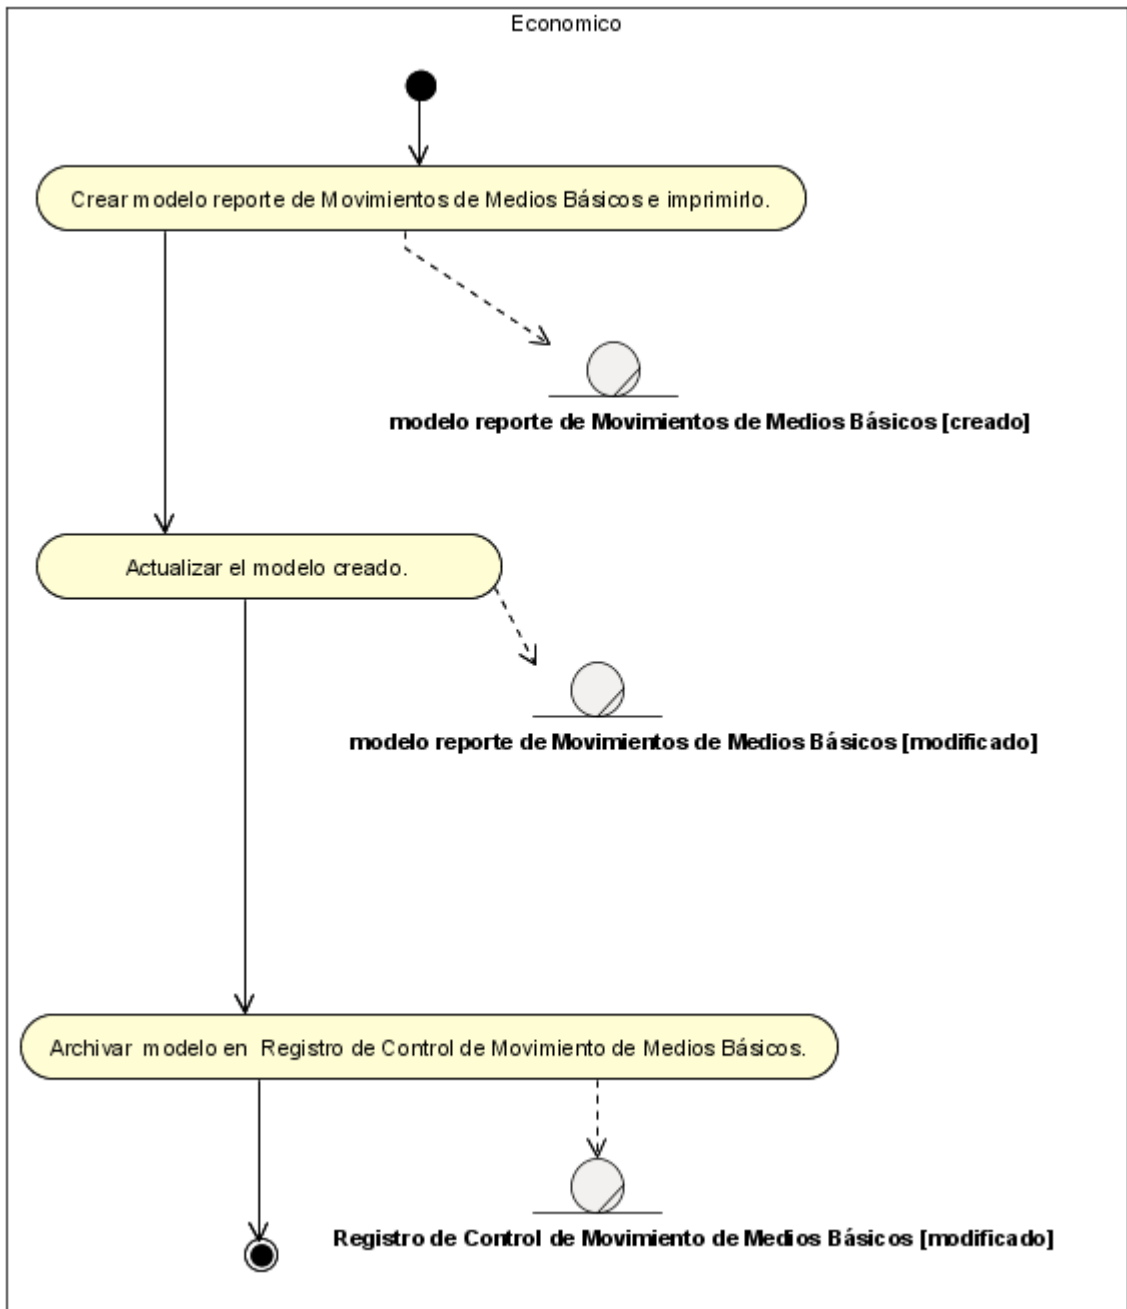 Economico
Crear modelo reporte de Movimientos de Medios Básicos e imprimirlo.
modelo reporte de Movimientos de Medios Básicos [creado]
Actualizar el modelo creado.
modelo reporte de Movimientos de Medios Básicos [modificado]
Archivar modelo en Registro de Control de Movimiento de Medios Básicos.
Registro de Control de Movimiento de Medios Básicos [modificado]